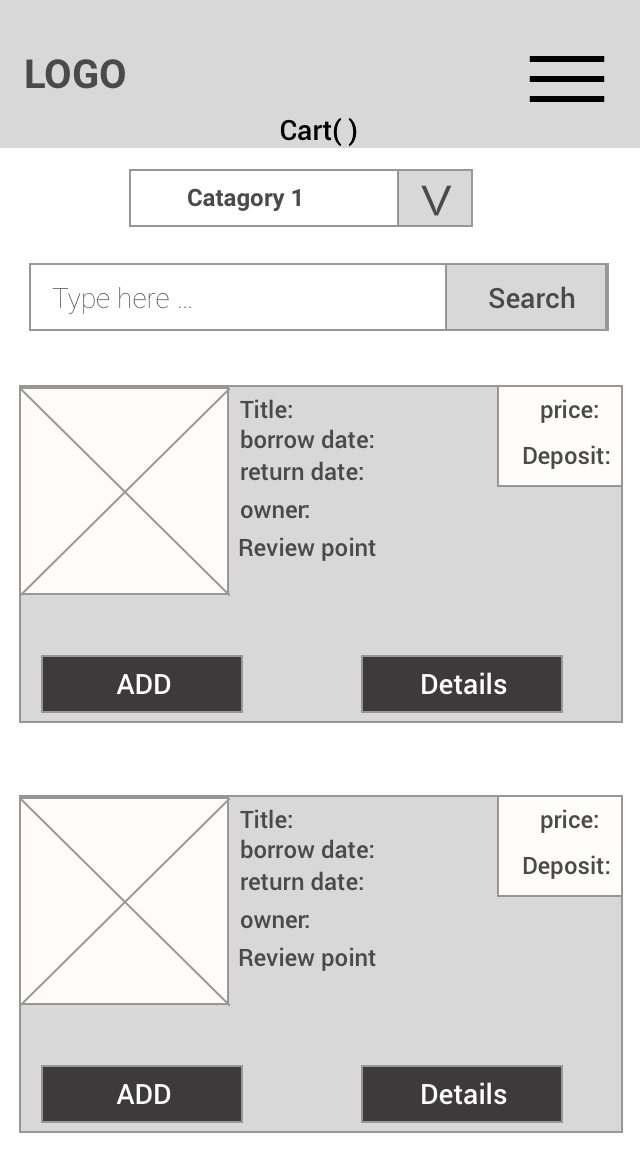 LOGO
Cart( )
Catagory 1 V
Type here ... Search
Title:
borrow date:
return date:
owner:
Review point
price:
Deposit:
ADD Details
Title:
borrow date:
return date:
owner:
Review point
price:
Deposit:
ADD Details